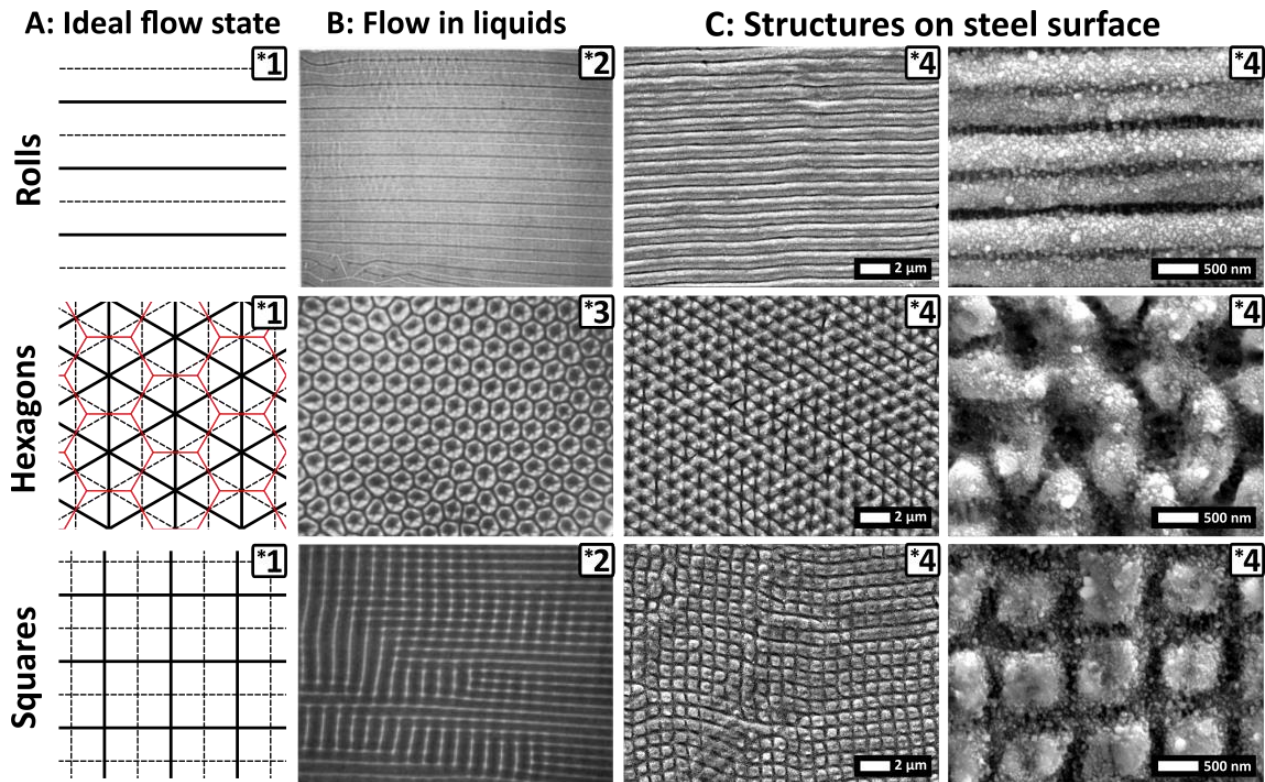 A: Ideal flow state
B: Flow in liquids
C: Structures on steel surface
Rolls
*1
*2
*4
2 µm
*4
500 nm
Hexagons
*1
*3
*4
2 µm
*4
500 nm
Squares
*1
*2
*4
2 µm
*4
500 nm